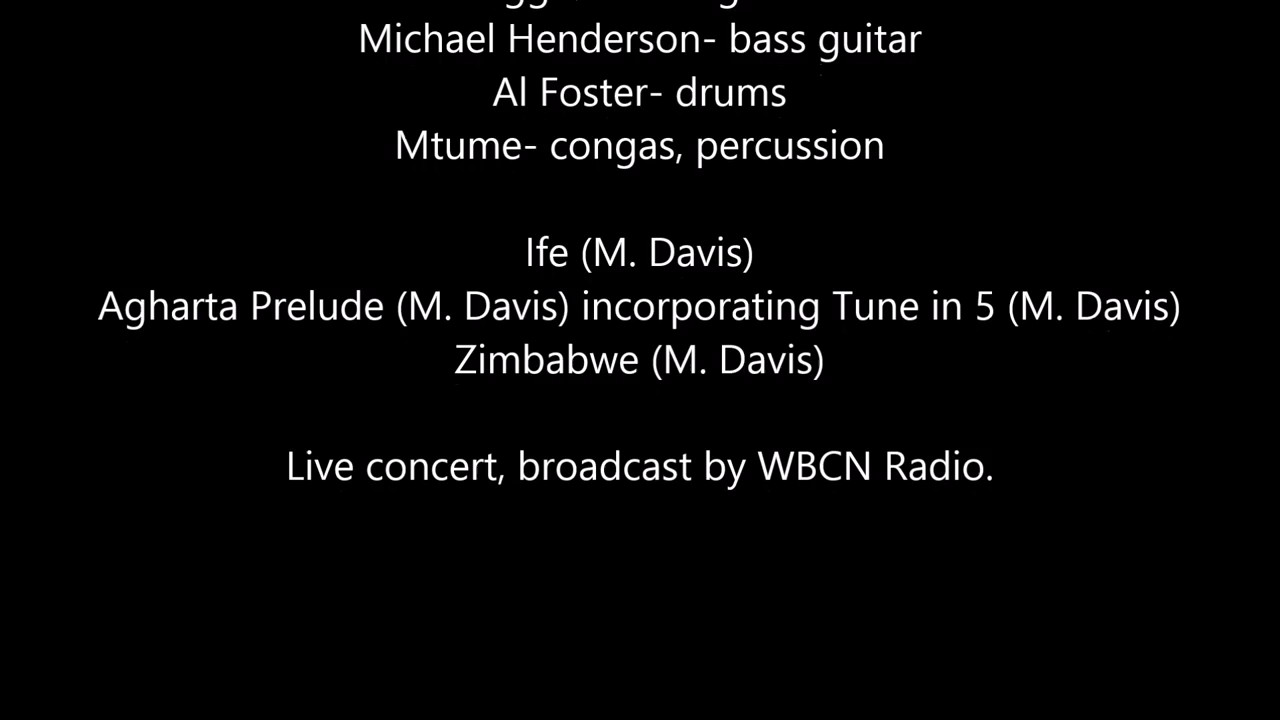 Michael Henderson- bass guitar
Al Foster- drums
Mtume- congas, percussion
Ife (M. Davis)
Agharta Prelude (M. Davis) incorporating Tune in 5 (M. Davis)
Zimbabwe (M. Davis)
Live concert, broadcast by WBCN Radio.